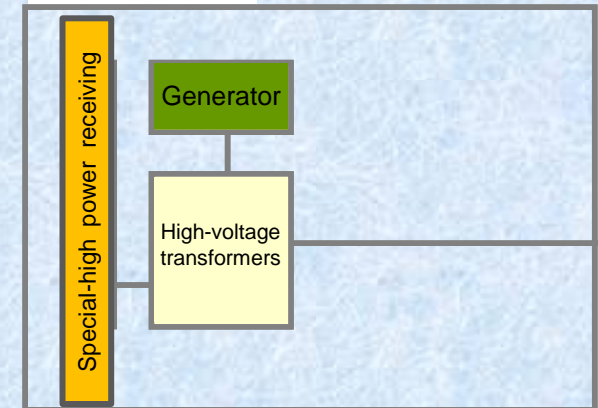 Special-high power receiving
Generator
High-voltage
transformers